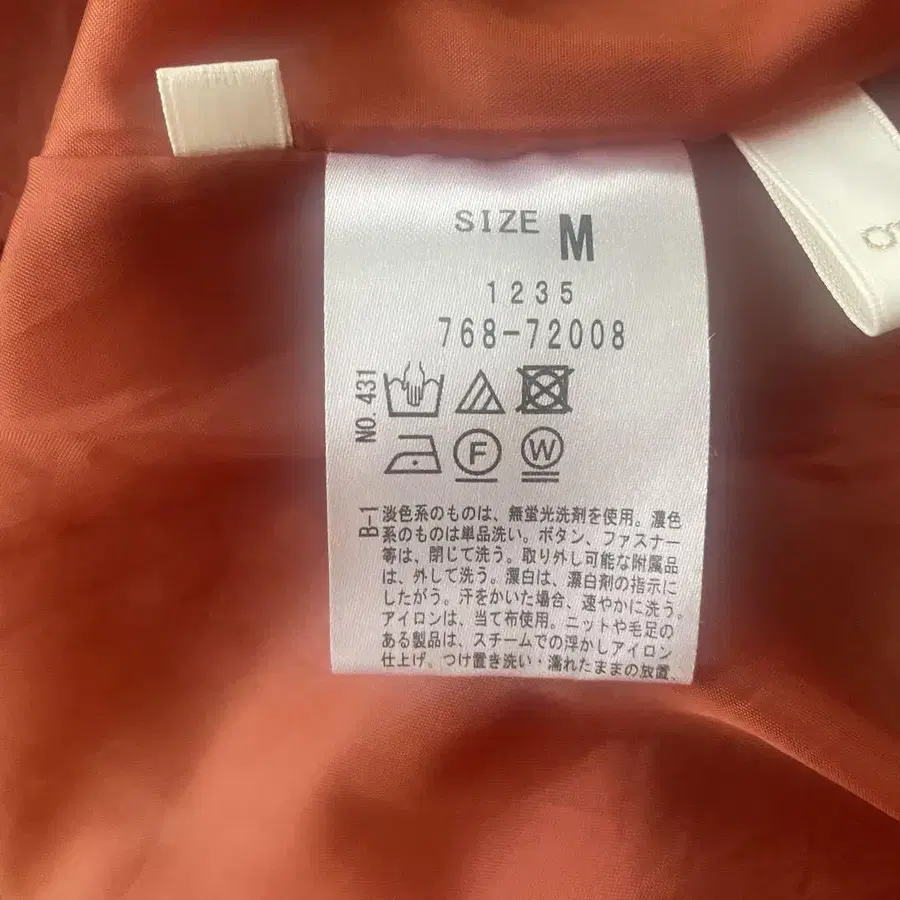 SIZE M
1235
768-72008
NO. 431
F W
B-1
淡色系のものは、無蛍光洗剤を使用。濃色
系のものは単品洗い。ボタン、ファスナー
等は、閉じて洗う。取り外し可能な附属品
は、外して洗う。漂白は、漂白剤の指示に
したがう。汗をかいた場合、速やかに洗う。
アイロンは、当て布使用。ニットや毛足の
ある製品は、スチームでの浮かしアイロン
仕上げ。つけ置き洗い・濡れたままの放置、